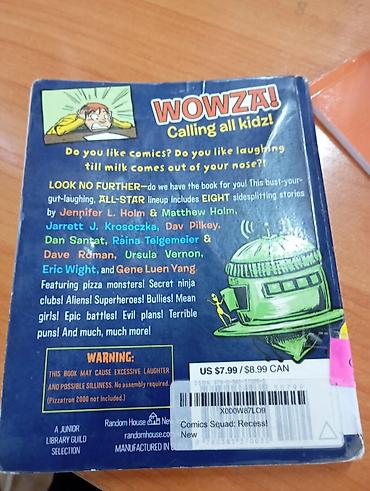 WOWZA!
Calling all kidz!
Do you like comics? Do you like laughing
till milk comes out of your nose?!
LOOK NO FURTHER—do we have the book for you! This bust-your-
gut-laughing, ALL-STAR lineup includes EIGHT sidesplitting stories
by Jennifer L. Holm & Matthew Holm,
Jarrett J. Krosoczka, Dav Pilkey,
Dan Santat, Raina Telgemeier &
Dave Roman, Ursula Vernon,
Eric Wight, and Gene Luen Yang.
Featuring pizza monsters! Secret ninja
clubs! Aliens! Superheroes! Bullies! Mean
girls! Epic battles! Evil plans! Terrible
puns! And much, much more!
WARNING:
THIS BOOK MAY CAUSE EXCESSIVE LAUGHTER
AND POSSIBLE SILLINESS. No assembly required.
(Pizzatron 2000 not included.)
US $7.99 / $8.99 CAN
A JUNIOR
LIBRARY GUILD
SELECTION
Random House New
randomhouse.co
MANUFACTURED IN
X000W87LO9
Comics Squad: Recess!
New